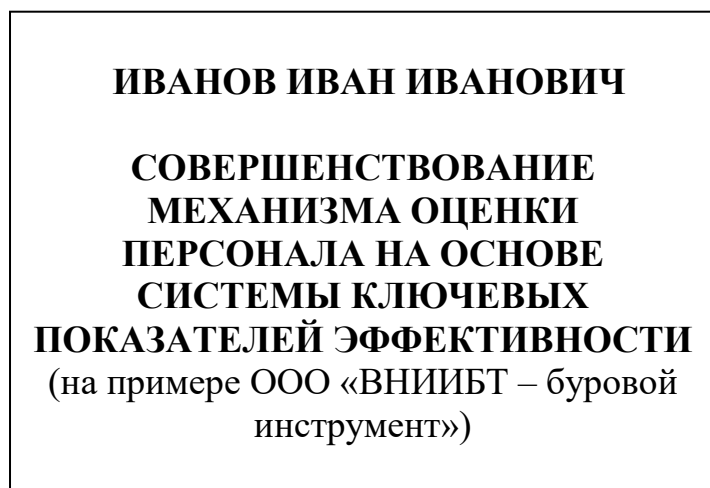 ИВАНОВ ИВАН ИВАНОВИЧ
СОВЕРШЕНСТВОВАНИЕ
МЕХАНИЗМА ОЦЕНКИ
ПЕРСОНАЛА НА ОСНОВЕ
СИСТЕМЫ КЛЮЧЕВЫХ
ПОКАЗАТЕЛЕЙ ЭФФЕКТИВНОСТИ
(на примере ООО «ВНИИБТ – буровой
инструмент»)